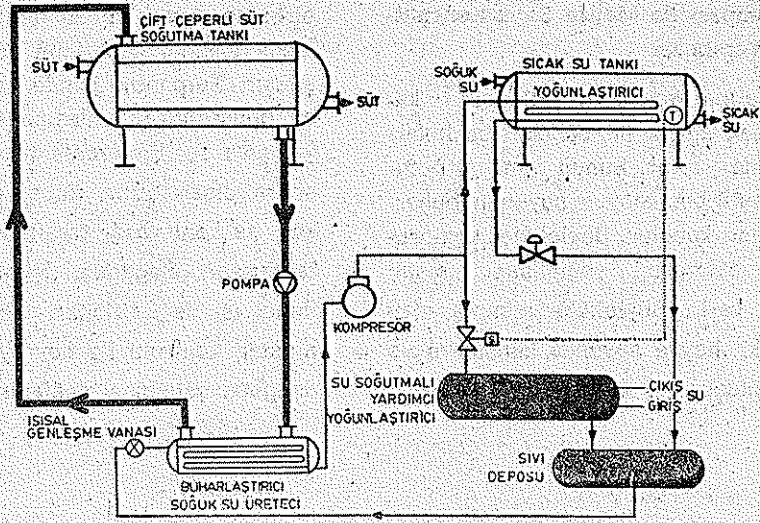 ÇİFT ÇEPERLİ SÜT
SOĞUTMA TANKI
SÜT
SÜT
SICAK SU TANKI
SOĞUK
SU
YOĞUNLAŞTIRICI
T
SICAK
SU
POMPA
KOMPRESÖR
S
SU SOĞUTMALI
YARDIMCI
YOĞUNLAŞTIRICI
ÇIKIŞ
SU
GİRİŞ
ISISAL
GENLEŞME VANASI
SIVI
DEPOSU
BUHARLAŞTIRICI
SOĞUK SU ÜRETECİ